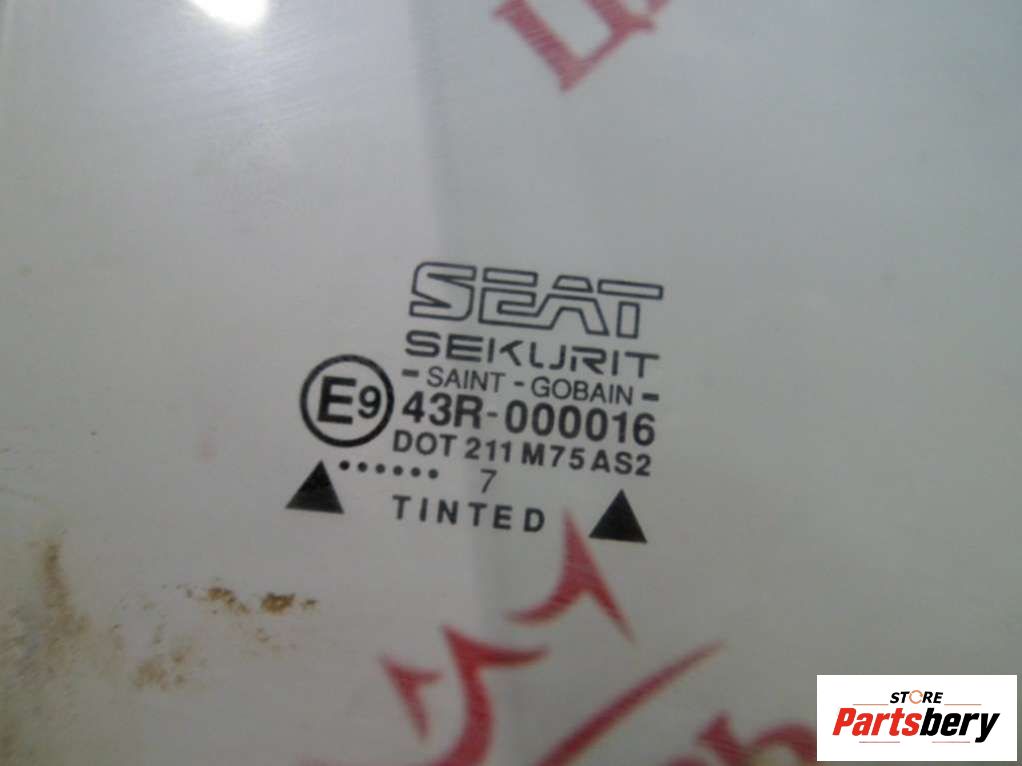 SEAT
SEKURIT
- SAINT - GOBAIN -
E9 43R-000016
DOT 211 M75 AS2
...... 7
TINTED
STORE
Partsbery